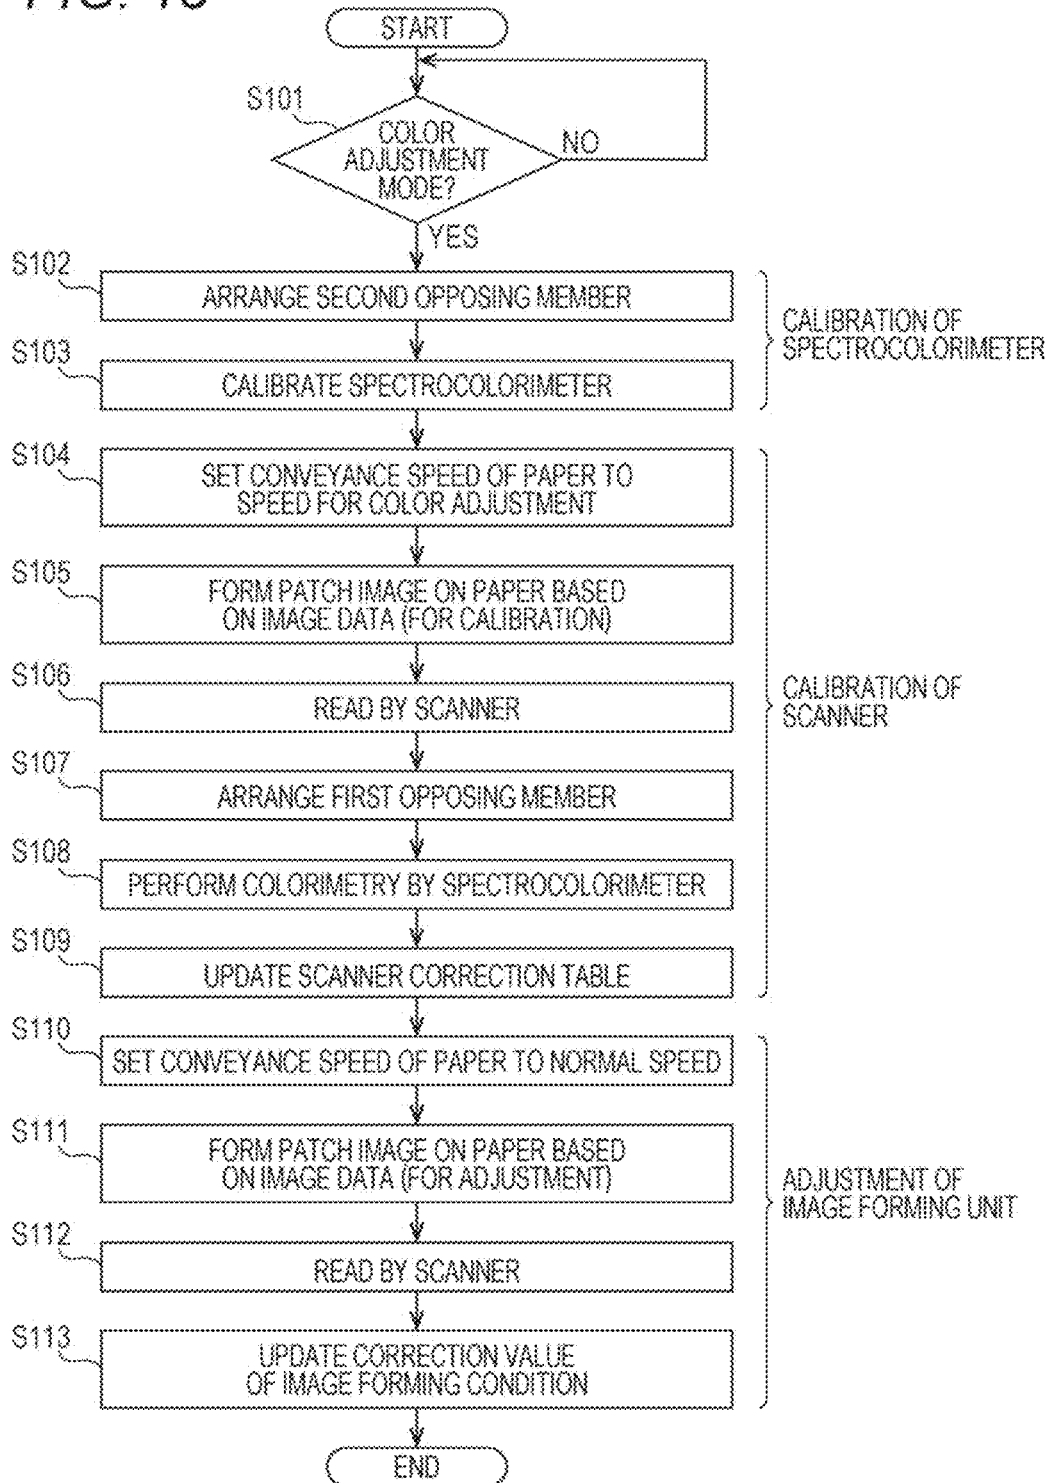 START
S101
COLOR
ADJUSTMENT
MODE?
NO
YES
S102
ARRANGE SECOND OPPOSING MEMBER
S103
CALIBRATE SPECTROCOLORIMETER
CALIBRATION OF
SPECTROCOLORIMETER
S104
SET CONVEYANCE SPEED OF PAPER TO
SPEED FOR COLOR ADJUSTMENT
S105
FORM PATCH IMAGE ON PAPER BASED
ON IMAGE DATA (FOR CALIBRATION)
S106
READ BY SCANNER
S107
ARRANGE FIRST OPPOSING MEMBER
S108
PERFORM COLORIMETRY BY SPECTROCOLORIMETER
S109
UPDATE SCANNER CORRECTION TABLE
CALIBRATION OF
SCANNER
S110
SET CONVEYANCE SPEED OF PAPER TO NORMAL SPEED
S111
FORM PATCH IMAGE ON PAPER BASED
ON IMAGE DATA (FOR ADJUSTMENT)
S112
READ BY SCANNER
S113
UPDATE CORRECTION VALUE
OF IMAGE FORMING CONDITION
ADJUSTMENT OF
IMAGE FORMING UNIT
END